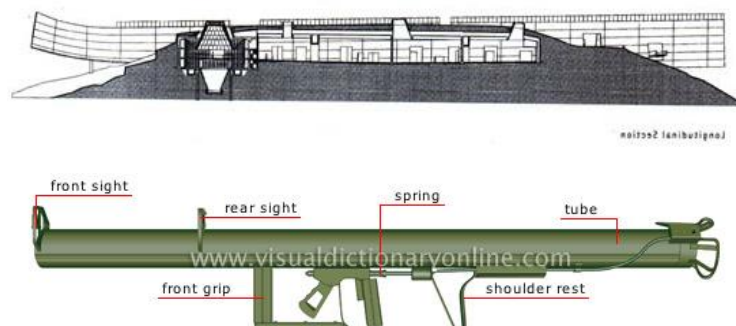 Longitudinal Section
front sight
rear sight
spring
tube
www.visualdictionaryonline.com
front grip
shoulder rest